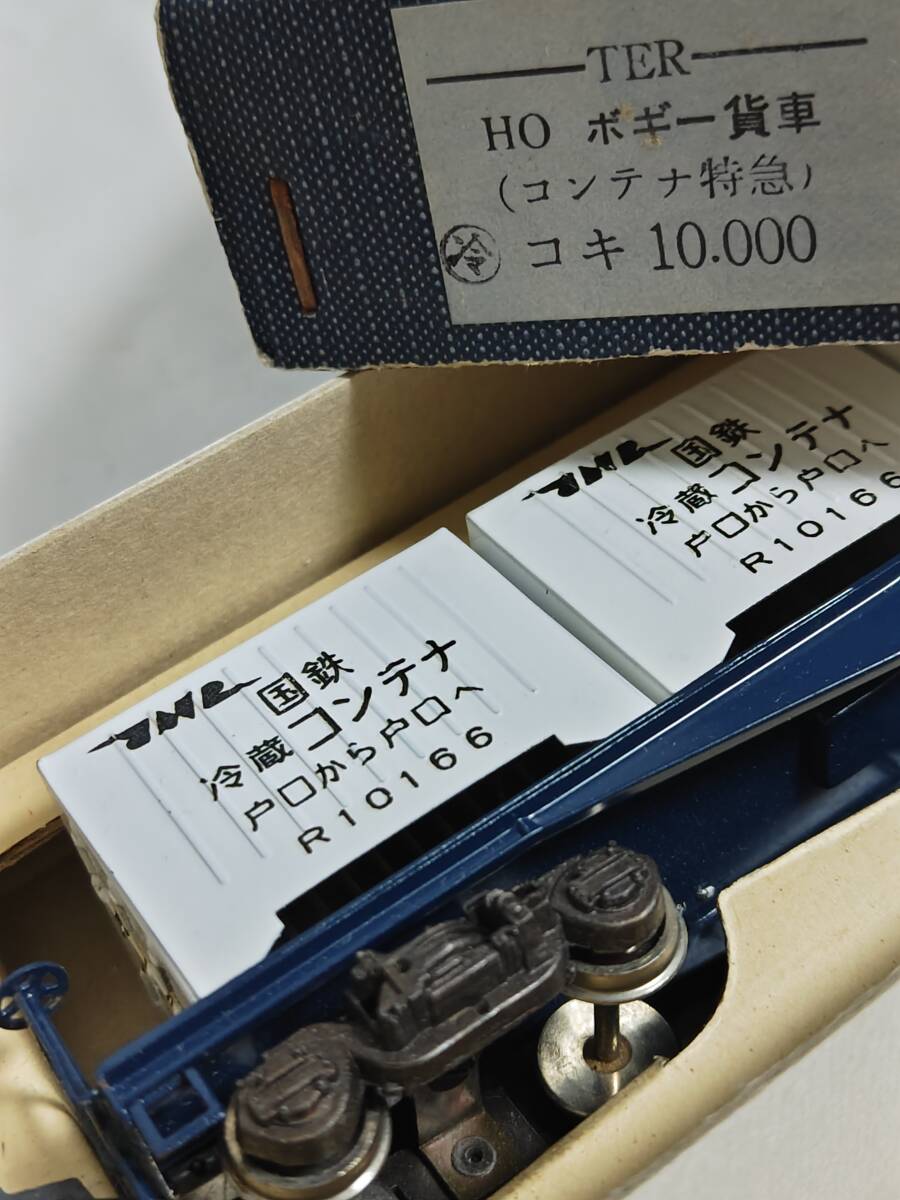 TER
HO ボギー貨車
(コンテナ特急)
冷 コキ 10.000
JNR 国鉄
冷蔵コンテナ
戸口から戸口へ
R10166
JNR 国鉄
冷蔵コンテナ
戸口から戸口へ
R10166